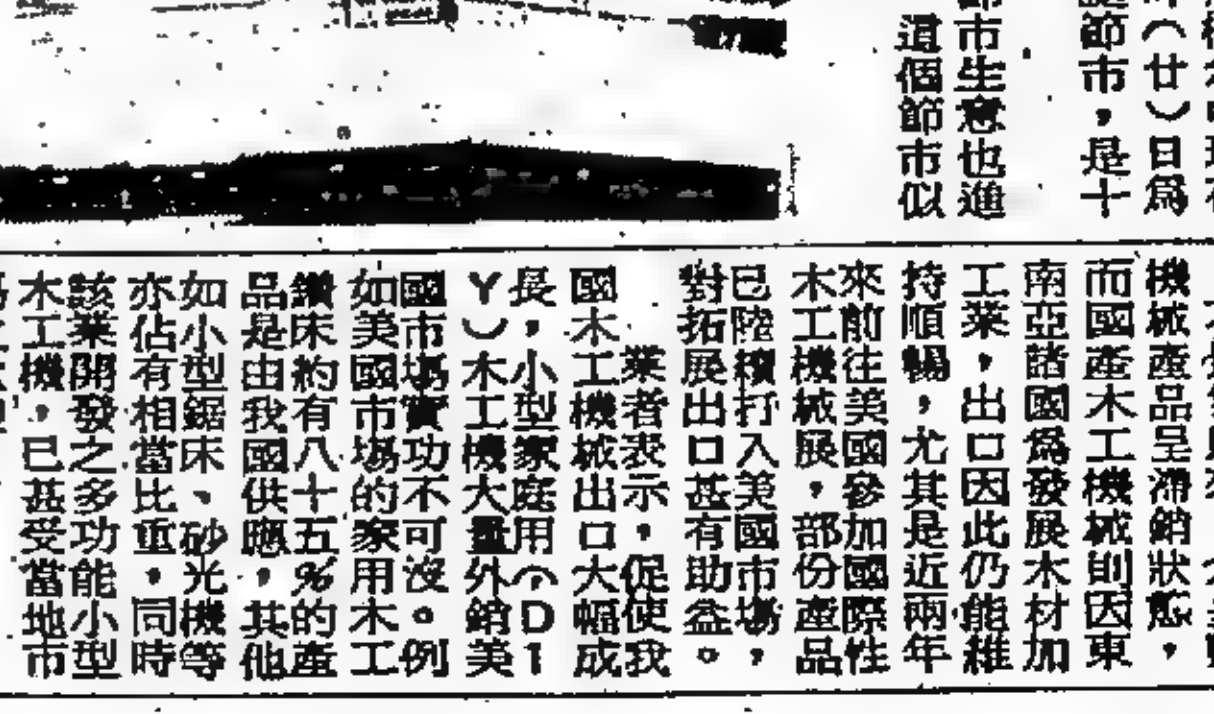 (廿)日爲
節市,是十
節市生意也進
這個節市似
機械產品呈滯銷狀態,
而國產木工機械則因東
南亞諸國爲發展木材加
工業,出口因此仍能維
持順暢,尤其是近兩年
來前往美國參加國際性
木工機械展,部份產品
已陸續打入美國市場,
對拓展出口甚有助益。
業者表示,促使我
國木工機械出口大幅成
長,小型家庭用(D1
Y)木工機大量外銷美
國市場實功不可沒。例
如美國市場的家用木工
鑽床約有八十五%的產
品是由我國供應,其他
如小型鋸床、砂光機等
亦佔有相當比重,同時
該業開發之多功能小型
木工機,已甚受當地市